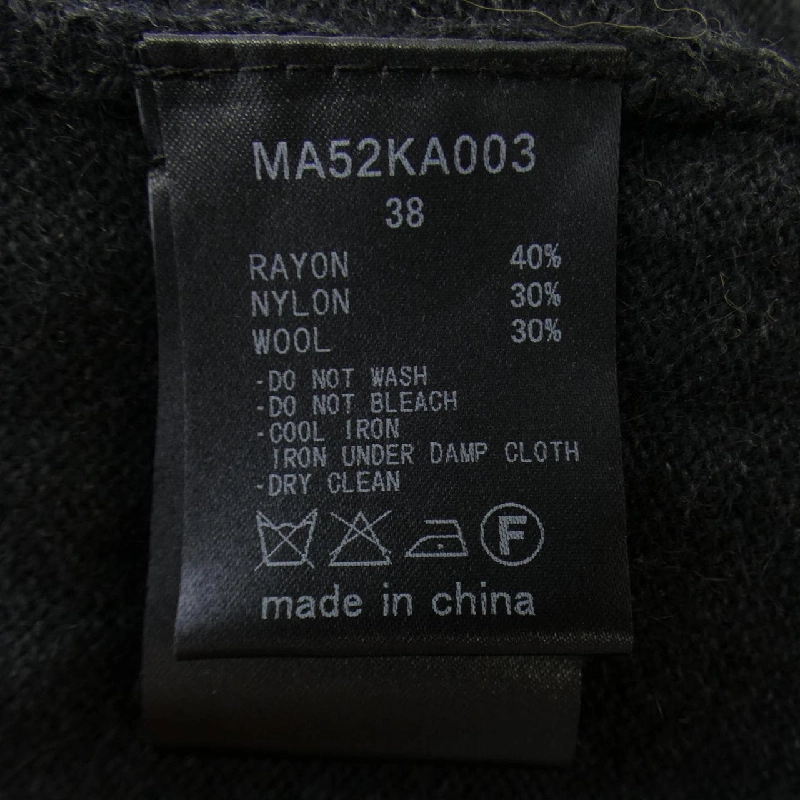 MA52KA003
38
RAYON 40%
NYLON 30%
WOOL 30%
-DO NOT WASH
-DO NOT BLEACH
-COOL IRON
IRON UNDER DAMP CLOTH
-DRY CLEAN
F
made in china